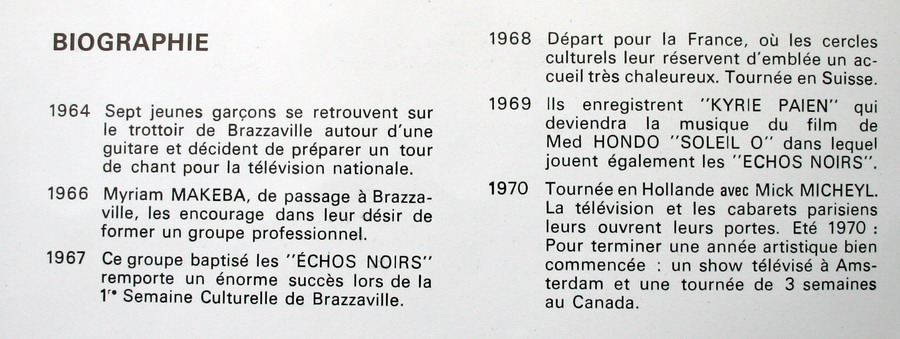 BIOGRAPHIE
1964 Sept jeunes garçons se retrouvent sur
le trottoir de Brazzaville autour d'une
guitare et décident de préparer un tour
de chant pour la télévision nationale.
1966 Myriam MAKEBA, de passage à Brazza-
ville, les encourage dans leur désir de
former un groupe professionnel.
1967 Ce groupe baptisé les "ÉCHOS NOIRS"
remporte un énorme succès lors de la
1re Semaine Culturelle de Brazzaville.
1968 Départ pour la France, où les cercles
culturels leur réservent d'emblée un ac-
cueil très chaleureux. Tournée en Suisse.
1969 Ils enregistrent "KYRIE PAIEN" qui
deviendra la musique du film de
Med HONDO "SOLEIL O" dans lequel
jouent également les "ECHOS NOIRS".
1970 Tournée en Hollande avec Mick MICHEYL.
La télévision et les cabarets parisiens
leurs ouvrent leurs portes. Eté 1970 :
Pour terminer une année artistique bien
commencée : un show télévisé à Ams-
terdam et une tournée de 3 semaines
au Canada.